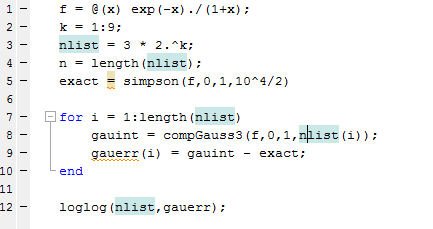 1 - f = @(x) exp(-x)./(1+x);
2 - k = 1:9;
3 - nlist = 3 * 2.^k;
4 - n = length(nlist);
5 - exact = simpson(f,0,1,10^4/2)
6
7 - for i = 1:length(nlist)
8 - gauint = compGauss3(f,0,1,nlist(i));
9 - gauerr(i) = gauint - exact;
10 - end
11
12 - loglog(nlist,gauerr);